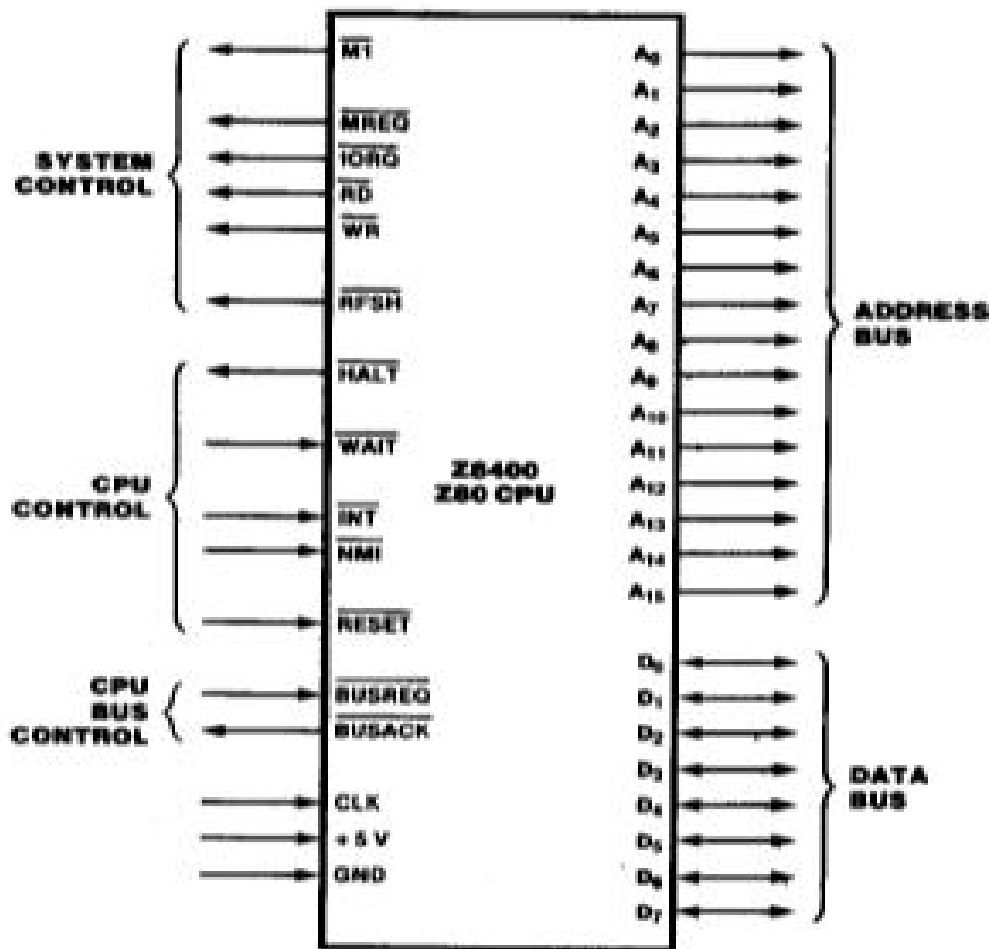 SYSTEM
CONTROL
M1
MREQ
IORQ
RD
WR
RFSH
CPU
CONTROL
HALT
WAIT
INT
NMI
RESET
CPU
BUS
CONTROL
BUSREQ
BUSACK
CLK
+ 5 V
GND
Z8400
Z80 CPU
A0
A1
A2
A3
A4
A5
A6
A7
A8
A9
A10
A11
A12
A13
A14
A15
ADDRESS
BUS
D0
D1
D2
D3
D4
D5
D6
D7
DATA
BUS